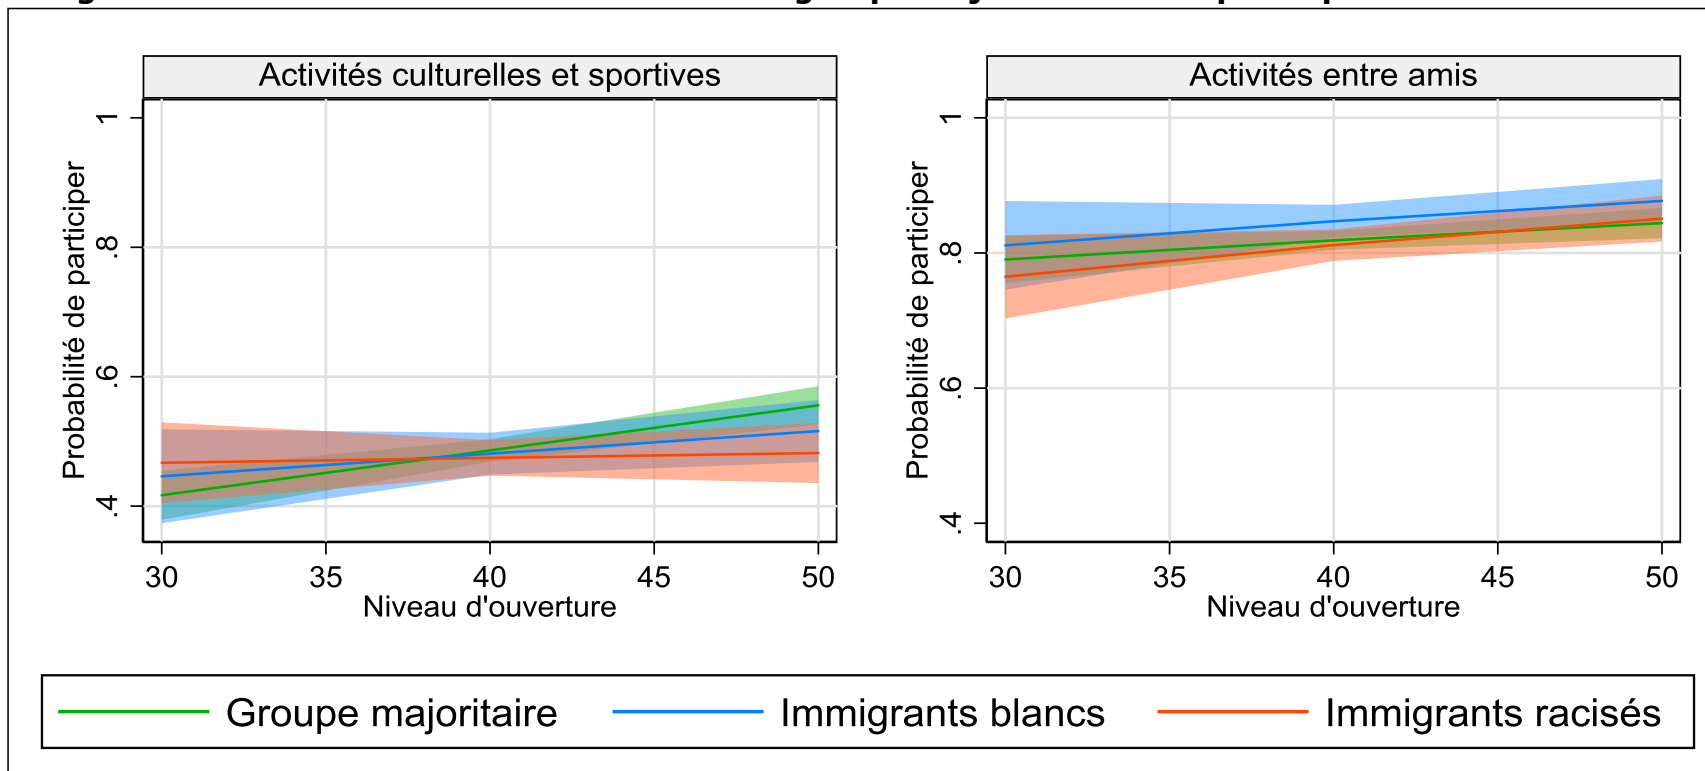 Activités culturelles et sportives
Probabilité de participer
1
.8
.6
.4
30 35 40 45 50
Niveau d'ouverture
Activités entre amis
Probabilité de participer
1
.8
.6
.4
30 35 40 45 50
Niveau d'ouverture
Groupe majoritaire Immigrants blancs Immigrants racisés